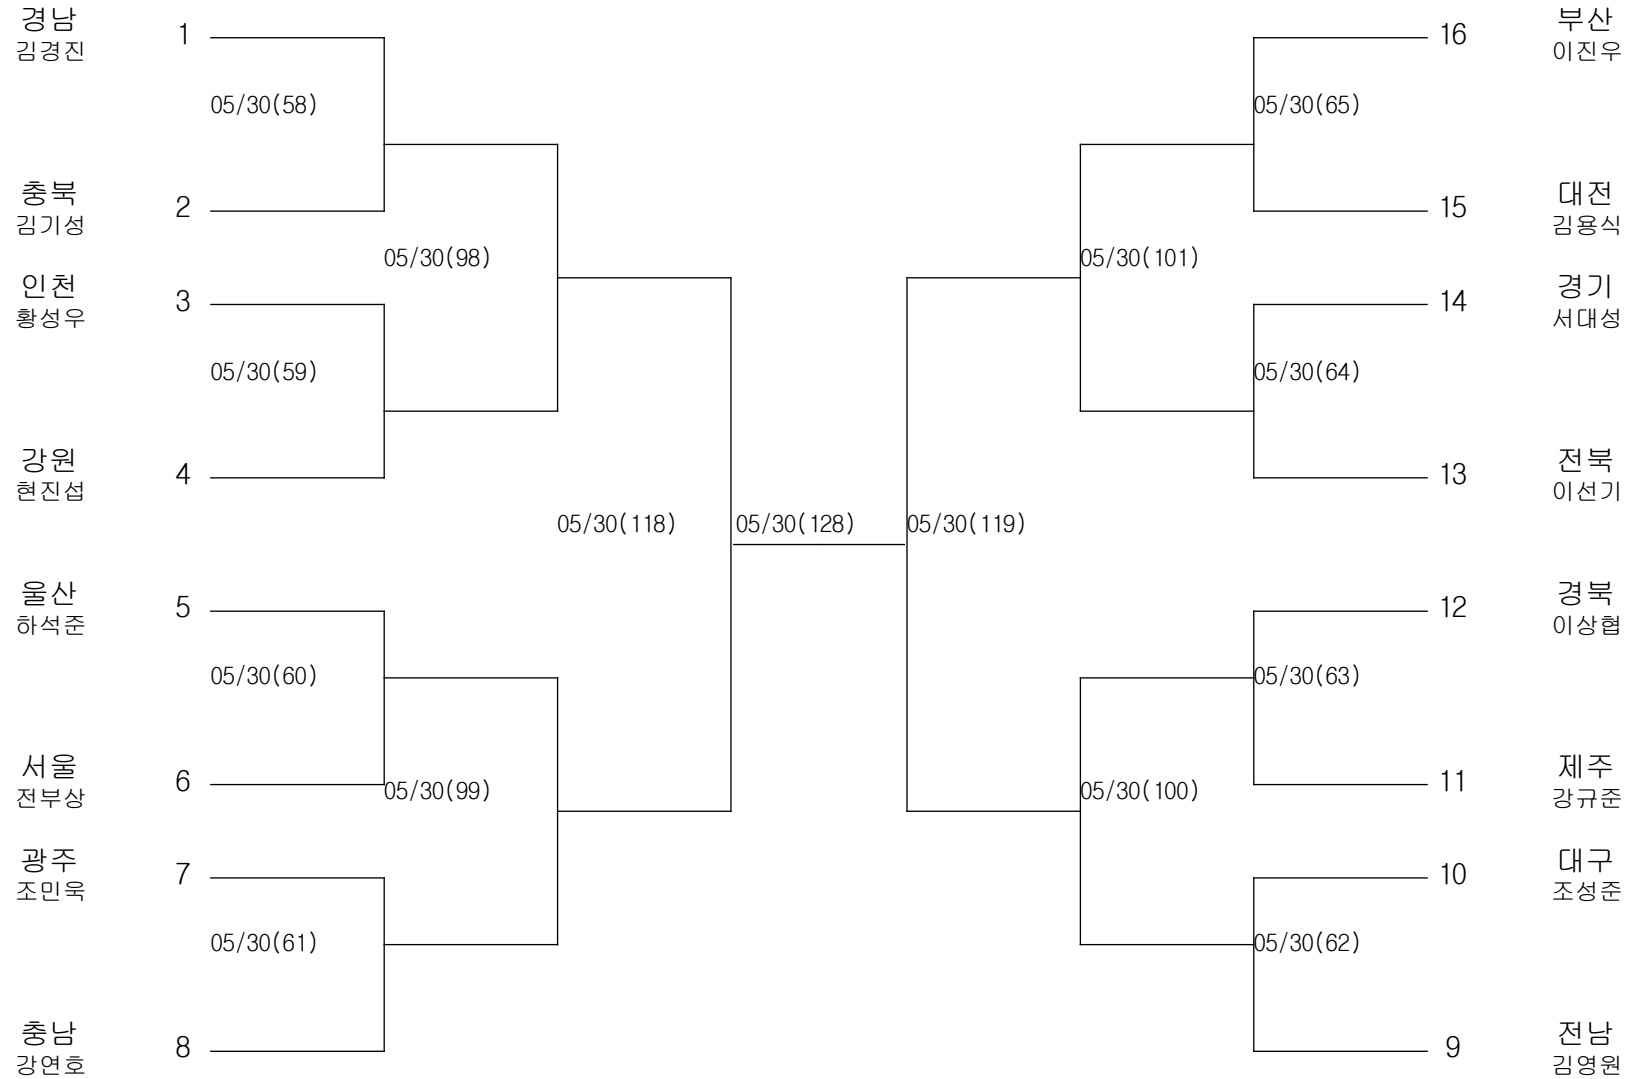 경남
김경진
1
05/30(58)
충북
김기성
2
05/30(98)
인천
황성우
3
05/30(59)
강원
현진섭
4
05/30(118)
울산
하석준
5
05/30(60)
서울
전부상
6
05/30(99)
광주
조민욱
7
05/30(61)
충남
강연호
8
05/30(128)
16
부산
이진우
05/30(65)
15
대전
김용식
05/30(101)
14
경기
서대성
05/30(64)
13
전북
이선기
05/30(119)
12
경북
이상협
05/30(63)
11
제주
강규준
05/30(100)
10
대구
조성준
05/30(62)
9
전남
김영원